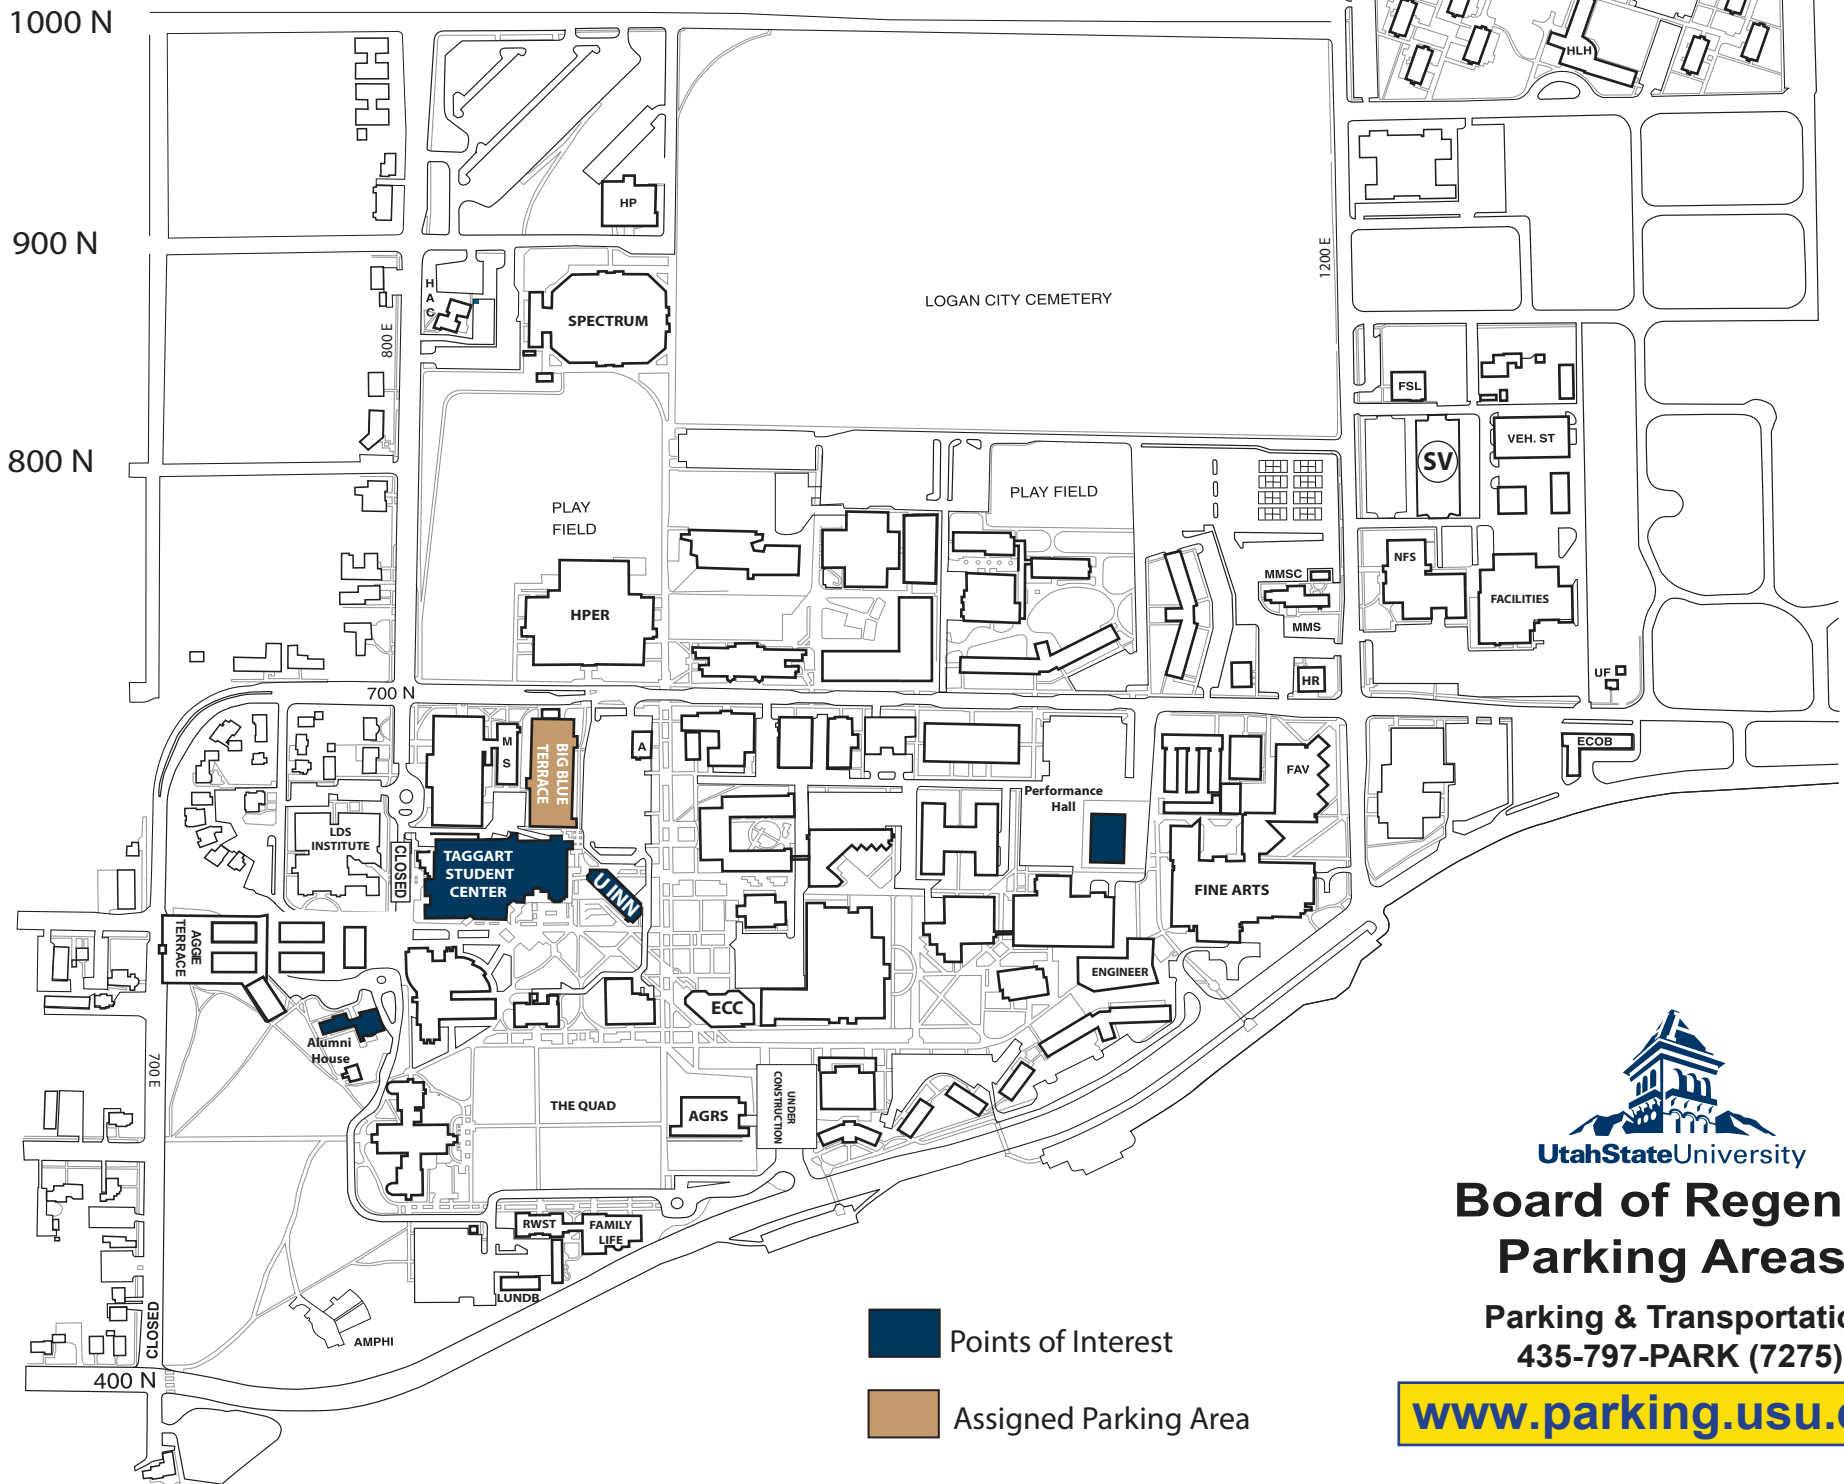 1000 N
HLH
HP
900 N
1200 E
H
A
C
SPECTRUM
LOGAN CITY CEMETERY
800 E
FSL
VEH. ST
SV
800 N
PLAY
FIELD
PLAY FIELD
NFS
MMSC
FACILITIES
HPER
MMS
UF
HR
700 N
M
S
BIG BLUE
TERRACE
A
ECOB
FAV
Performance
Hall
LDS
INSTITUTE
CLOSED
TAGGART
STUDENT
CENTER
U INN
FINE ARTS
AGGIE
TERRACE
ENGINEER
ECC
Alumni
House
700 E
UNDER
CONSTRUCTION
THE QUAD
AGRS
UtahStateUniversity
Board of Regen
Parking Areas
RWST
FAMILY
LIFE
LUNDB
CLOSED
AMPHI
Points of Interest
Parking & Transportatio
435-797-PARK (7275)
400 N
Assigned Parking Area
www.parking.usu.